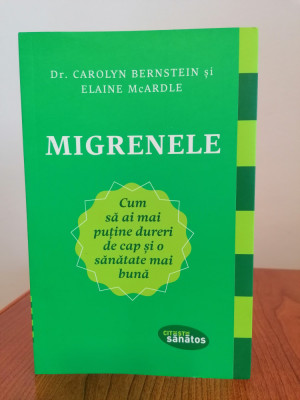 Dr. CAROLYN BERNSTEIN și
ELAINE McARDLE
MIGRENELE
Cum
să ai mai
puține dureri
de cap și o
sănătate mai
bună
CITEȘTE
sănătos